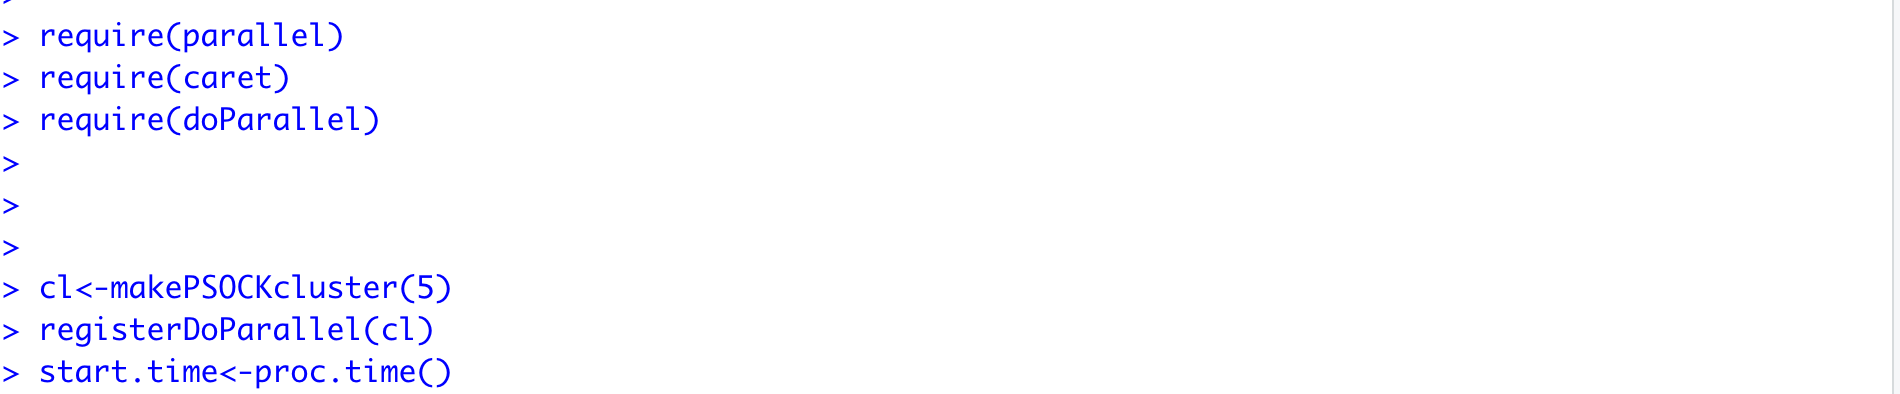 > require(parallel)
> require(caret)
> require(doParallel)
>
>
>
> cl<-makePSOCKcluster(5)
> registerDoParallel(cl)
> start.time<-proc.time()